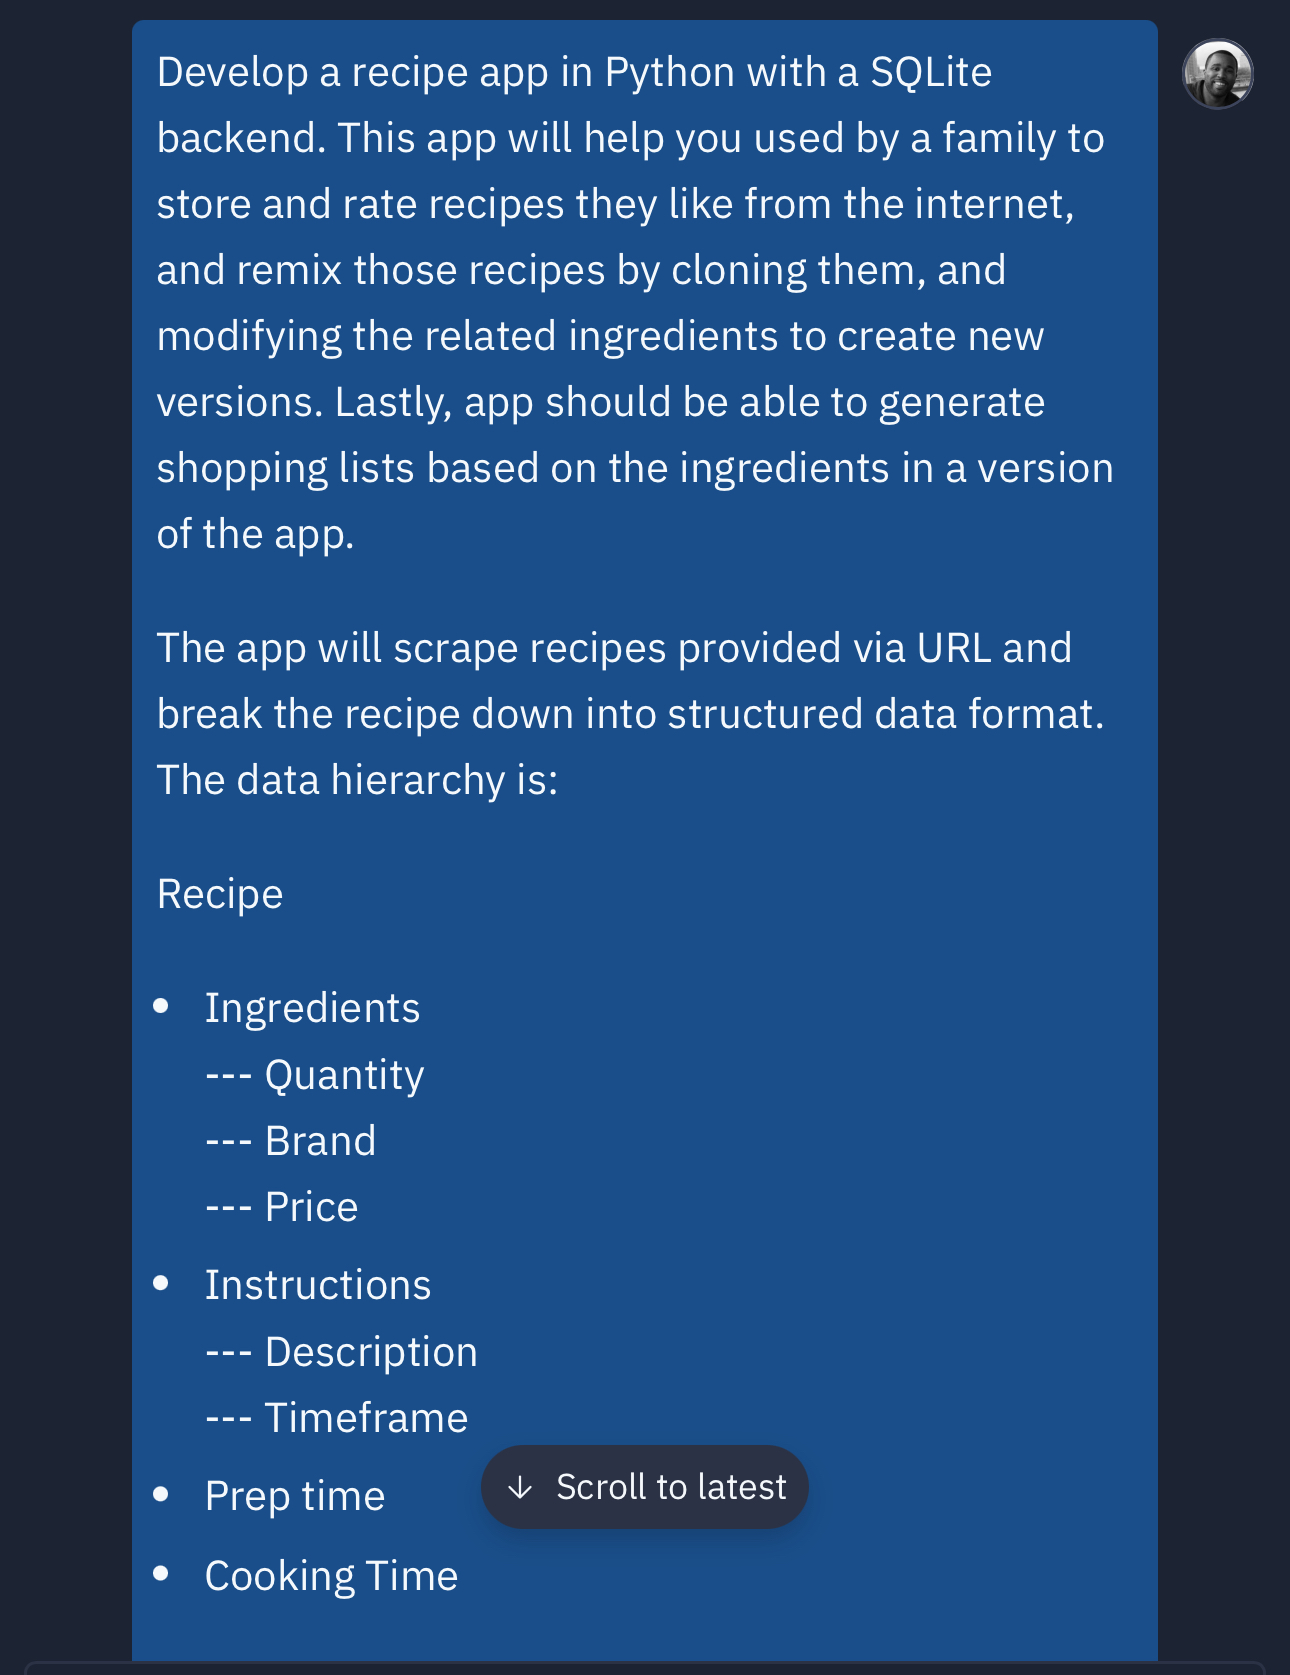 Develop a recipe app in Python with a SQLite
backend. This app will help you used by a family to
store and rate recipes they like from the internet,
and remix those recipes by cloning them, and
modifying the related ingredients to create new
versions. Lastly, app should be able to generate
shopping lists based on the ingredients in a version
of the app.
The app will scrape recipes provided via URL and
break the recipe down into structured data format.
The data hierarchy is:
Recipe
• Ingredients
--- Quantity
--- Brand
--- Price
• Instructions
--- Description
--- Timeframe
• Prep time
↓ Scroll to latest
• Cooking Time